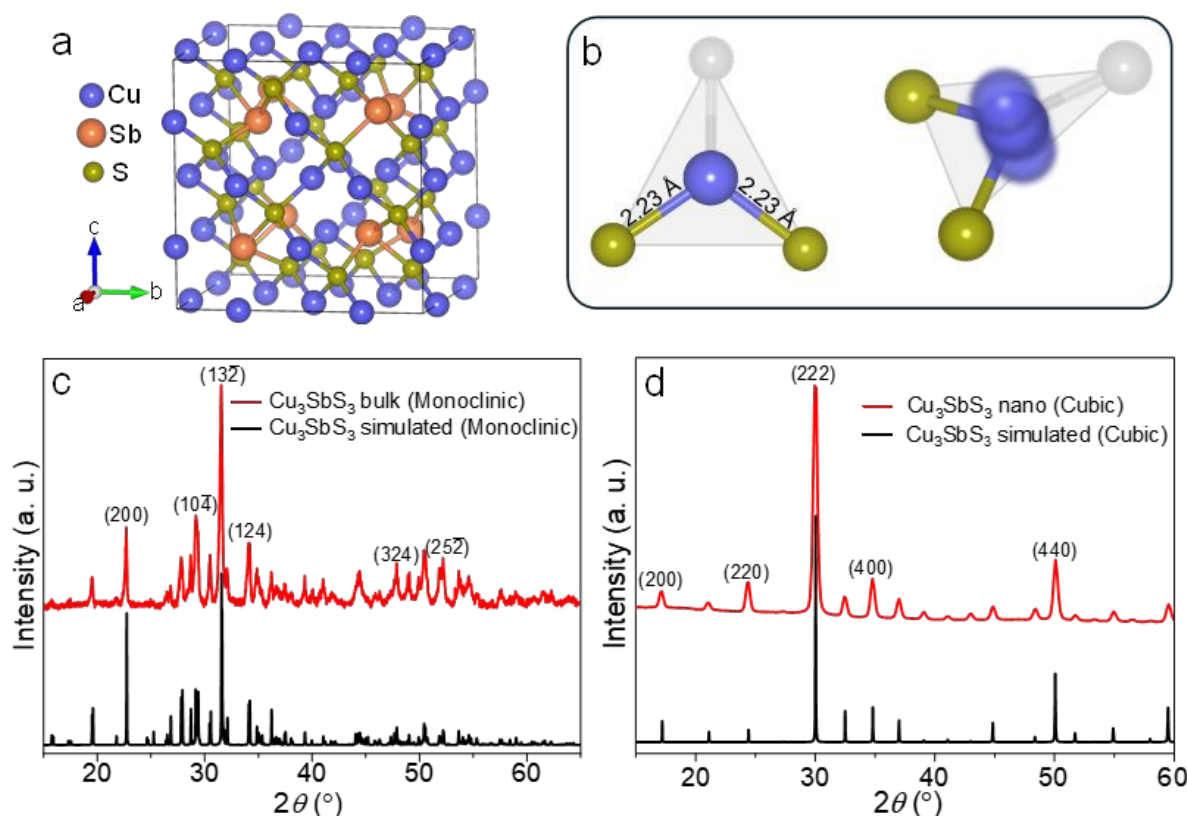 a
Cu
Sb
S
c
b
a
b
2.23 Å
2.23 Å
c
Cu₃SbS₃ bulk (Monoclinic)
Cu₃SbS₃ simulated (Monoclinic)
(200)
(104̅)
(132̅)
(124)
(324)
(252̅)
Intensity (a. u.)
20
30
40
50
60
2θ (°)
d
Cu₃SbS₃ nano (Cubic)
Cu₃SbS₃ simulated (Cubic)
(200)
(220)
(222)
(400)
(440)
Intensity (a. u.)
20
30
40
50
60
2θ (°)